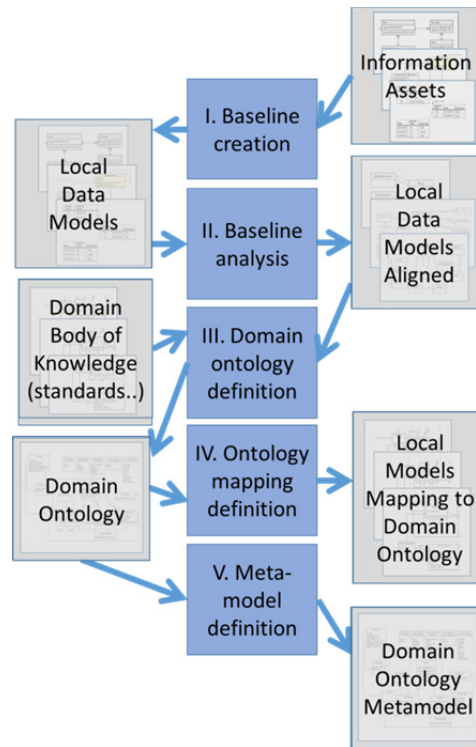 Information
Assets
I. Baseline
creation
Local
Data
Models
II. Baseline
analysis
Local
Data
Models
Aligned
Domain
Body of
Knowledge
(standards..)
III. Domain
ontology
definition
Domain
Ontology
IV. Ontology
mapping
definition
Local
Models
Mapping to
Domain
Ontology
V. Meta-
model
definition
Domain
Ontology
Metamodel